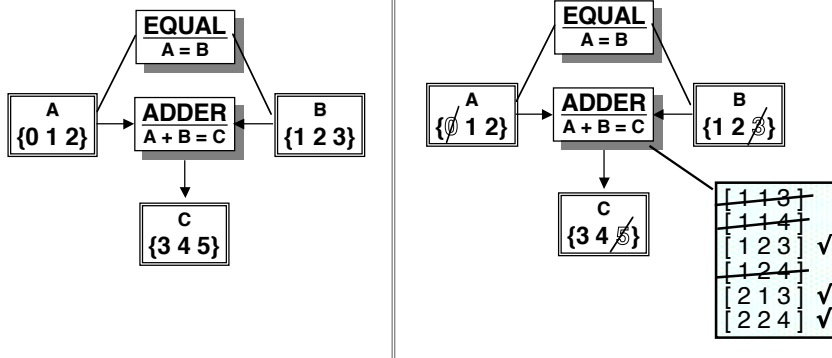 EQUAL
A = B
A
{0 1 2}
ADDER
A + B = C
B
{1 2 3}
C
{3 4 5}
EQUAL
A = B
A
{0 1 2}
ADDER
A + B = C
B
{1 2 3}
C
{3 4 5}
[ 1 1 3 ]
[ 1 1 4 ]
[ 1 2 3 ] √
[ 1 2 4 ]
[ 2 1 3 ] √
[ 2 2 4 ] √